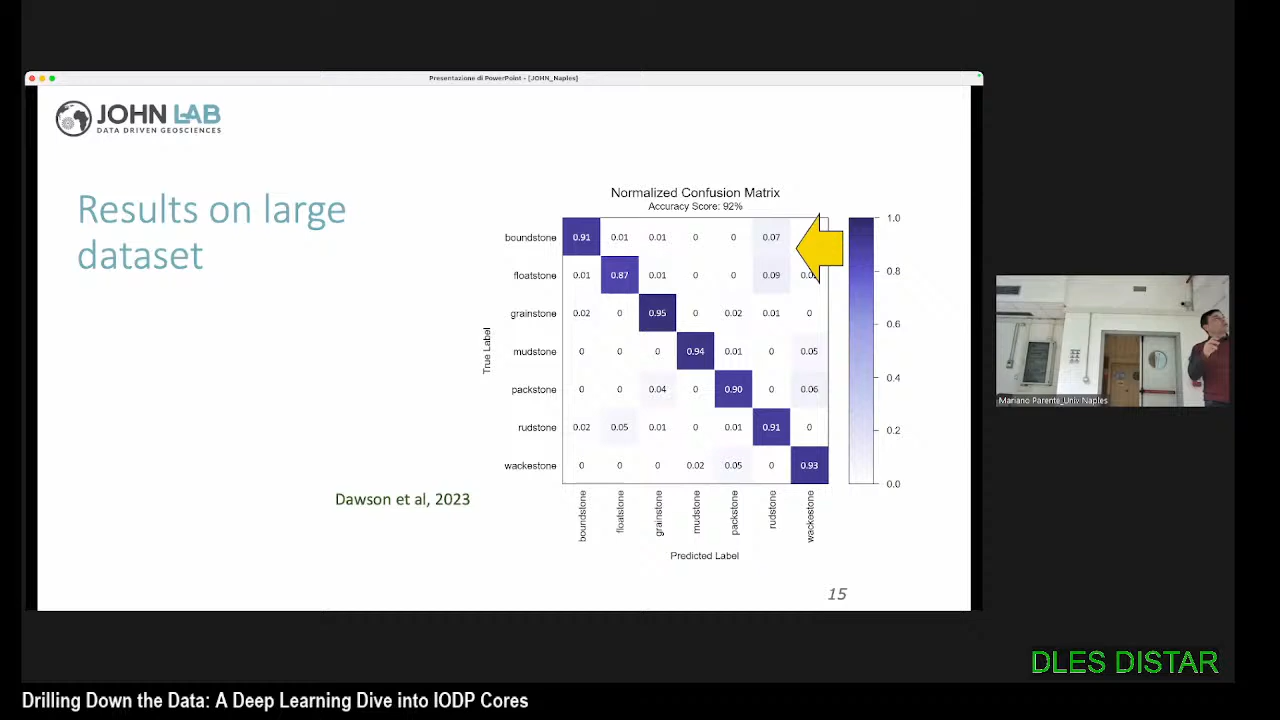 Presentazione di PowerPoint - [JOHN_Naples]
JOHN LAB
DATA DRIVEN GEOSCIENCES
Results on large
dataset
Normalized Confusion Matrix
Accuracy Score: 92%
boundstone 0.91 0.01 0.01 0 0 0.07
floatstone 0.01 0.87 0.01 0 0 0.09
grainstone 0.02 0 0.95 0 0.02 0.01 0
mudstone 0 0 0 0.94 0.01 0 0.05
packstone 0 0 0.04 0 0.90 0 0.06
rudstone 0.02 0.05 0.01 0 0.01 0.91 0
wackestone 0 0 0 0.02 0.05 0 0.93
True Label
boundstone floatstone grainstone mudstone packstone rudstone wackestone
Predicted Label
1.0
0.8
0.6
0.4
0.2
0.0
Dawson et al, 2023
15
Mariano Parente_Univ Naples
DLES DISTAR
Drilling Down the Data: A Deep Learning Dive into IODP Cores